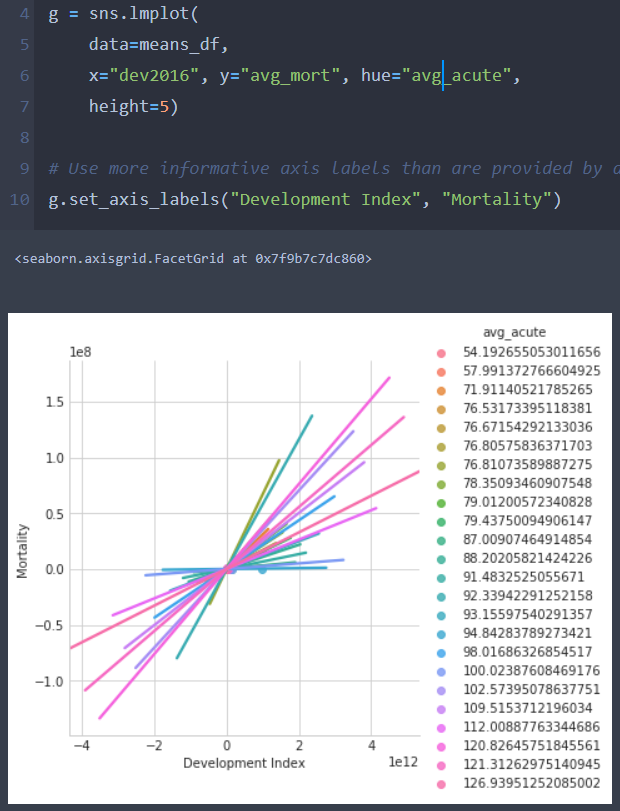 4 g = sns.lmplot(
5 data=means_df,
6 x="dev2016", y="avg_mort", hue="avg_acute",
7 height=5)
8
9 # Use more informative axis labels than are provided by
10 g.set_axis_labels("Development Index", "Mortality")
<seaborn.axisgrid.FacetGrid at 0x7f9b7c7dc860>
avg_acute
54.192655053011656
57.991372766604925
71.91140521785265
76.53173395118381
76.67154292133036
76.80575836371703
76.81073589887275
78.35093460907548
79.01200572340828
79.43750094906147
87.00907464914854
88.20205821424226
91.4832525055671
92.33942291252158
93.15597540291357
94.84283789273421
98.01686326854517
100.02387608469176
102.57395078637751
109.5153712196034
112.00887763344686
120.82645751845561
121.31262975140945
126.93951252085002
1e8
1.5
1.0
0.5
0.0
−0.5
−1.0
Mortality
−4 −2 0 2 4
1e12
Development Index